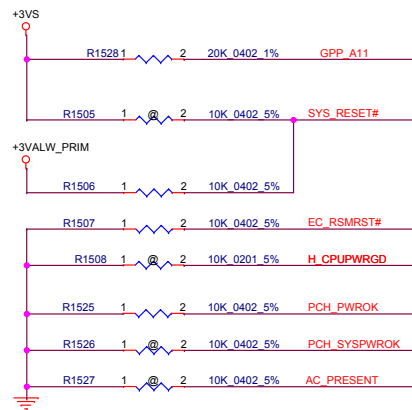 +3VS
R1528 1 2 20K_0402_1% GPP_A11
R1505 1 @ 2 10K_0402_5% SYS_RESET#
+3VALW_PRIM
R1506 1 2 10K_0402_5%
R1507 1 2 10K_0402_5% EC_RSMRST#
R1508 1 @ 2 10K_0201_5% H_CPUPWRGD
R1525 1 2 10K_0402_5% PCH_PWROK
R1526 1 @ 2 10K_0402_5% PCH_SYSPWROK
R1527 1 @ 2 10K_0402_5% AC_PRESENT